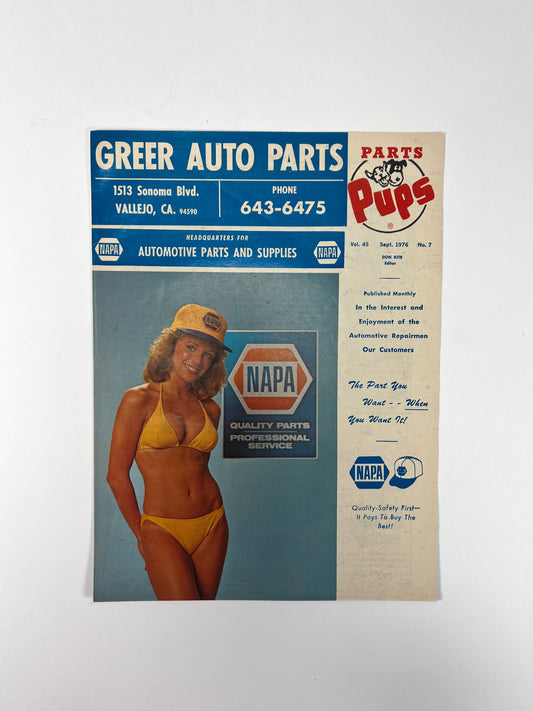 GREER AUTO PARTS
1513 Sonoma Blvd.
VALLEJO, CA. 94590
PHONE
643-6475
NAPA
HEADQUARTERS FOR
AUTOMOTIVE PARTS AND SUPPLIES
NAPA
NAPA
QUALITY PARTS
PROFESSIONAL
SERVICE
PARTS
Pups
®
Vol. 45 Sept. 1976 No. 7
DON KITE
Editor
Published Monthly
In the Interest and
Enjoyment of the
Automotive Repairmen
Our Customers
The Part You
Want - - When
You Want It!
NAPA
Quality-Safety First—
It Pays To Buy The
Best!